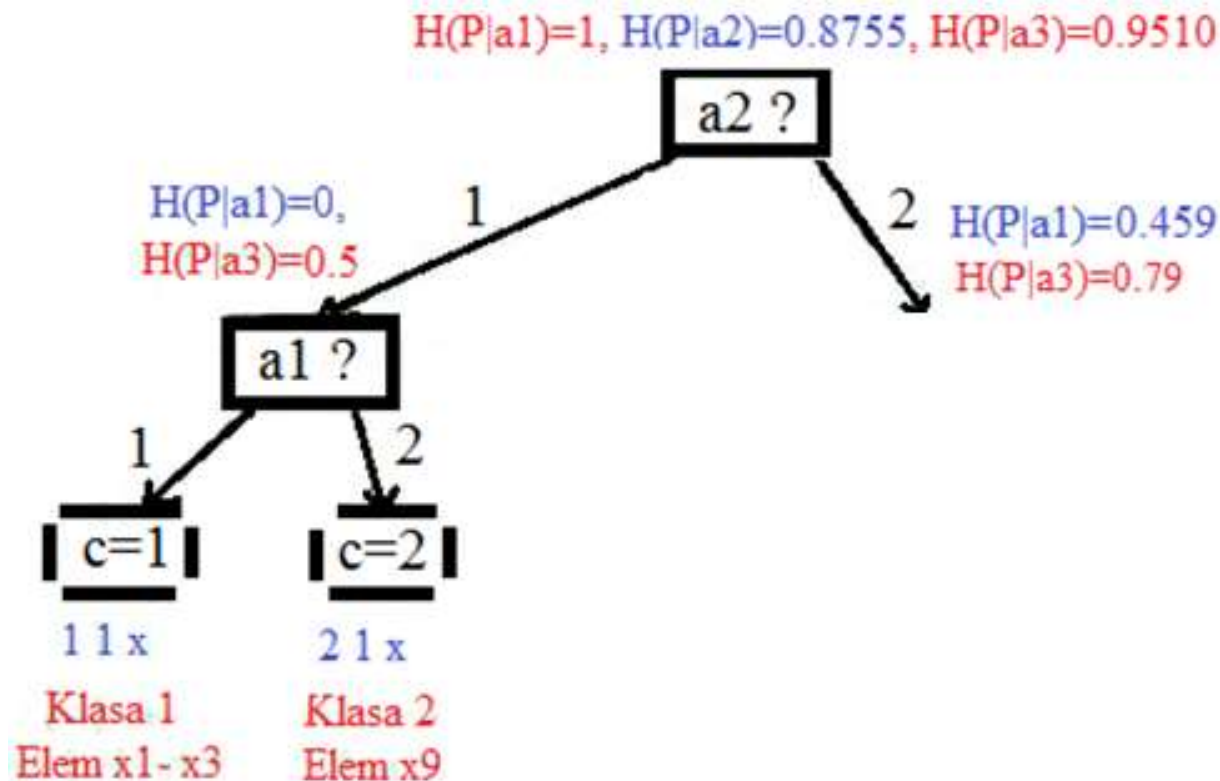 H(P|a1)=1, H(P|a2)=0.8755, H(P|a3)=0.9510
a2 ?
H(P|a1)=0,
H(P|a3)=0.5
1
2
H(P|a1)=0.459
H(P|a3)=0.79
a1 ?
1
2
c=1
c=2
1 1 x
2 1 x
Klasa 1
Elem x1- x3
Klasa 2
Elem x9